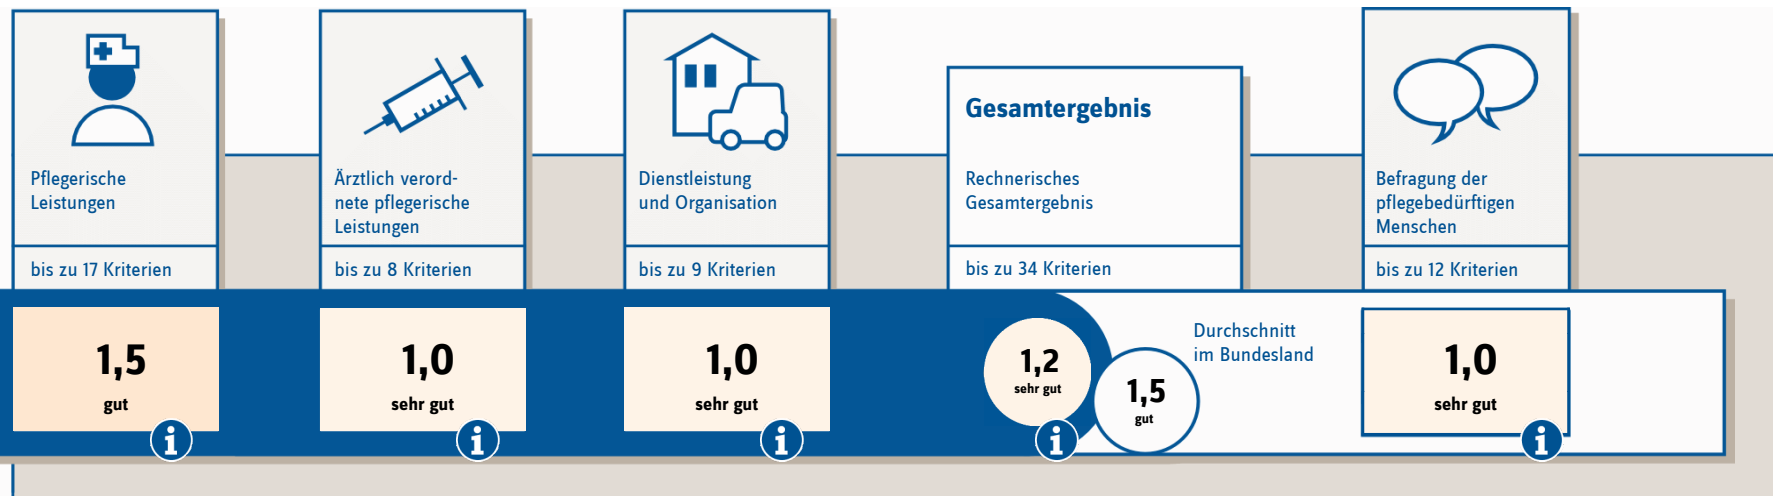 Pflegerische
Leistungen
bis zu 17 Kriterien
1,5
gut
Ärztlich verord-
nete pflegerische
Leistungen
bis zu 8 Kriterien
1,0
sehr gut
Dienstleistung
und Organisation
bis zu 9 Kriterien
1,0
sehr gut
Gesamtergebnis
Rechnerisches
Gesamtergebnis
bis zu 34 Kriterien
1,2
sehr gut
Durchschnitt
im Bundesland
1,5
gut
Befragung der
pflegebedürftigen
Menschen
bis zu 12 Kriterien
1,0
sehr gut